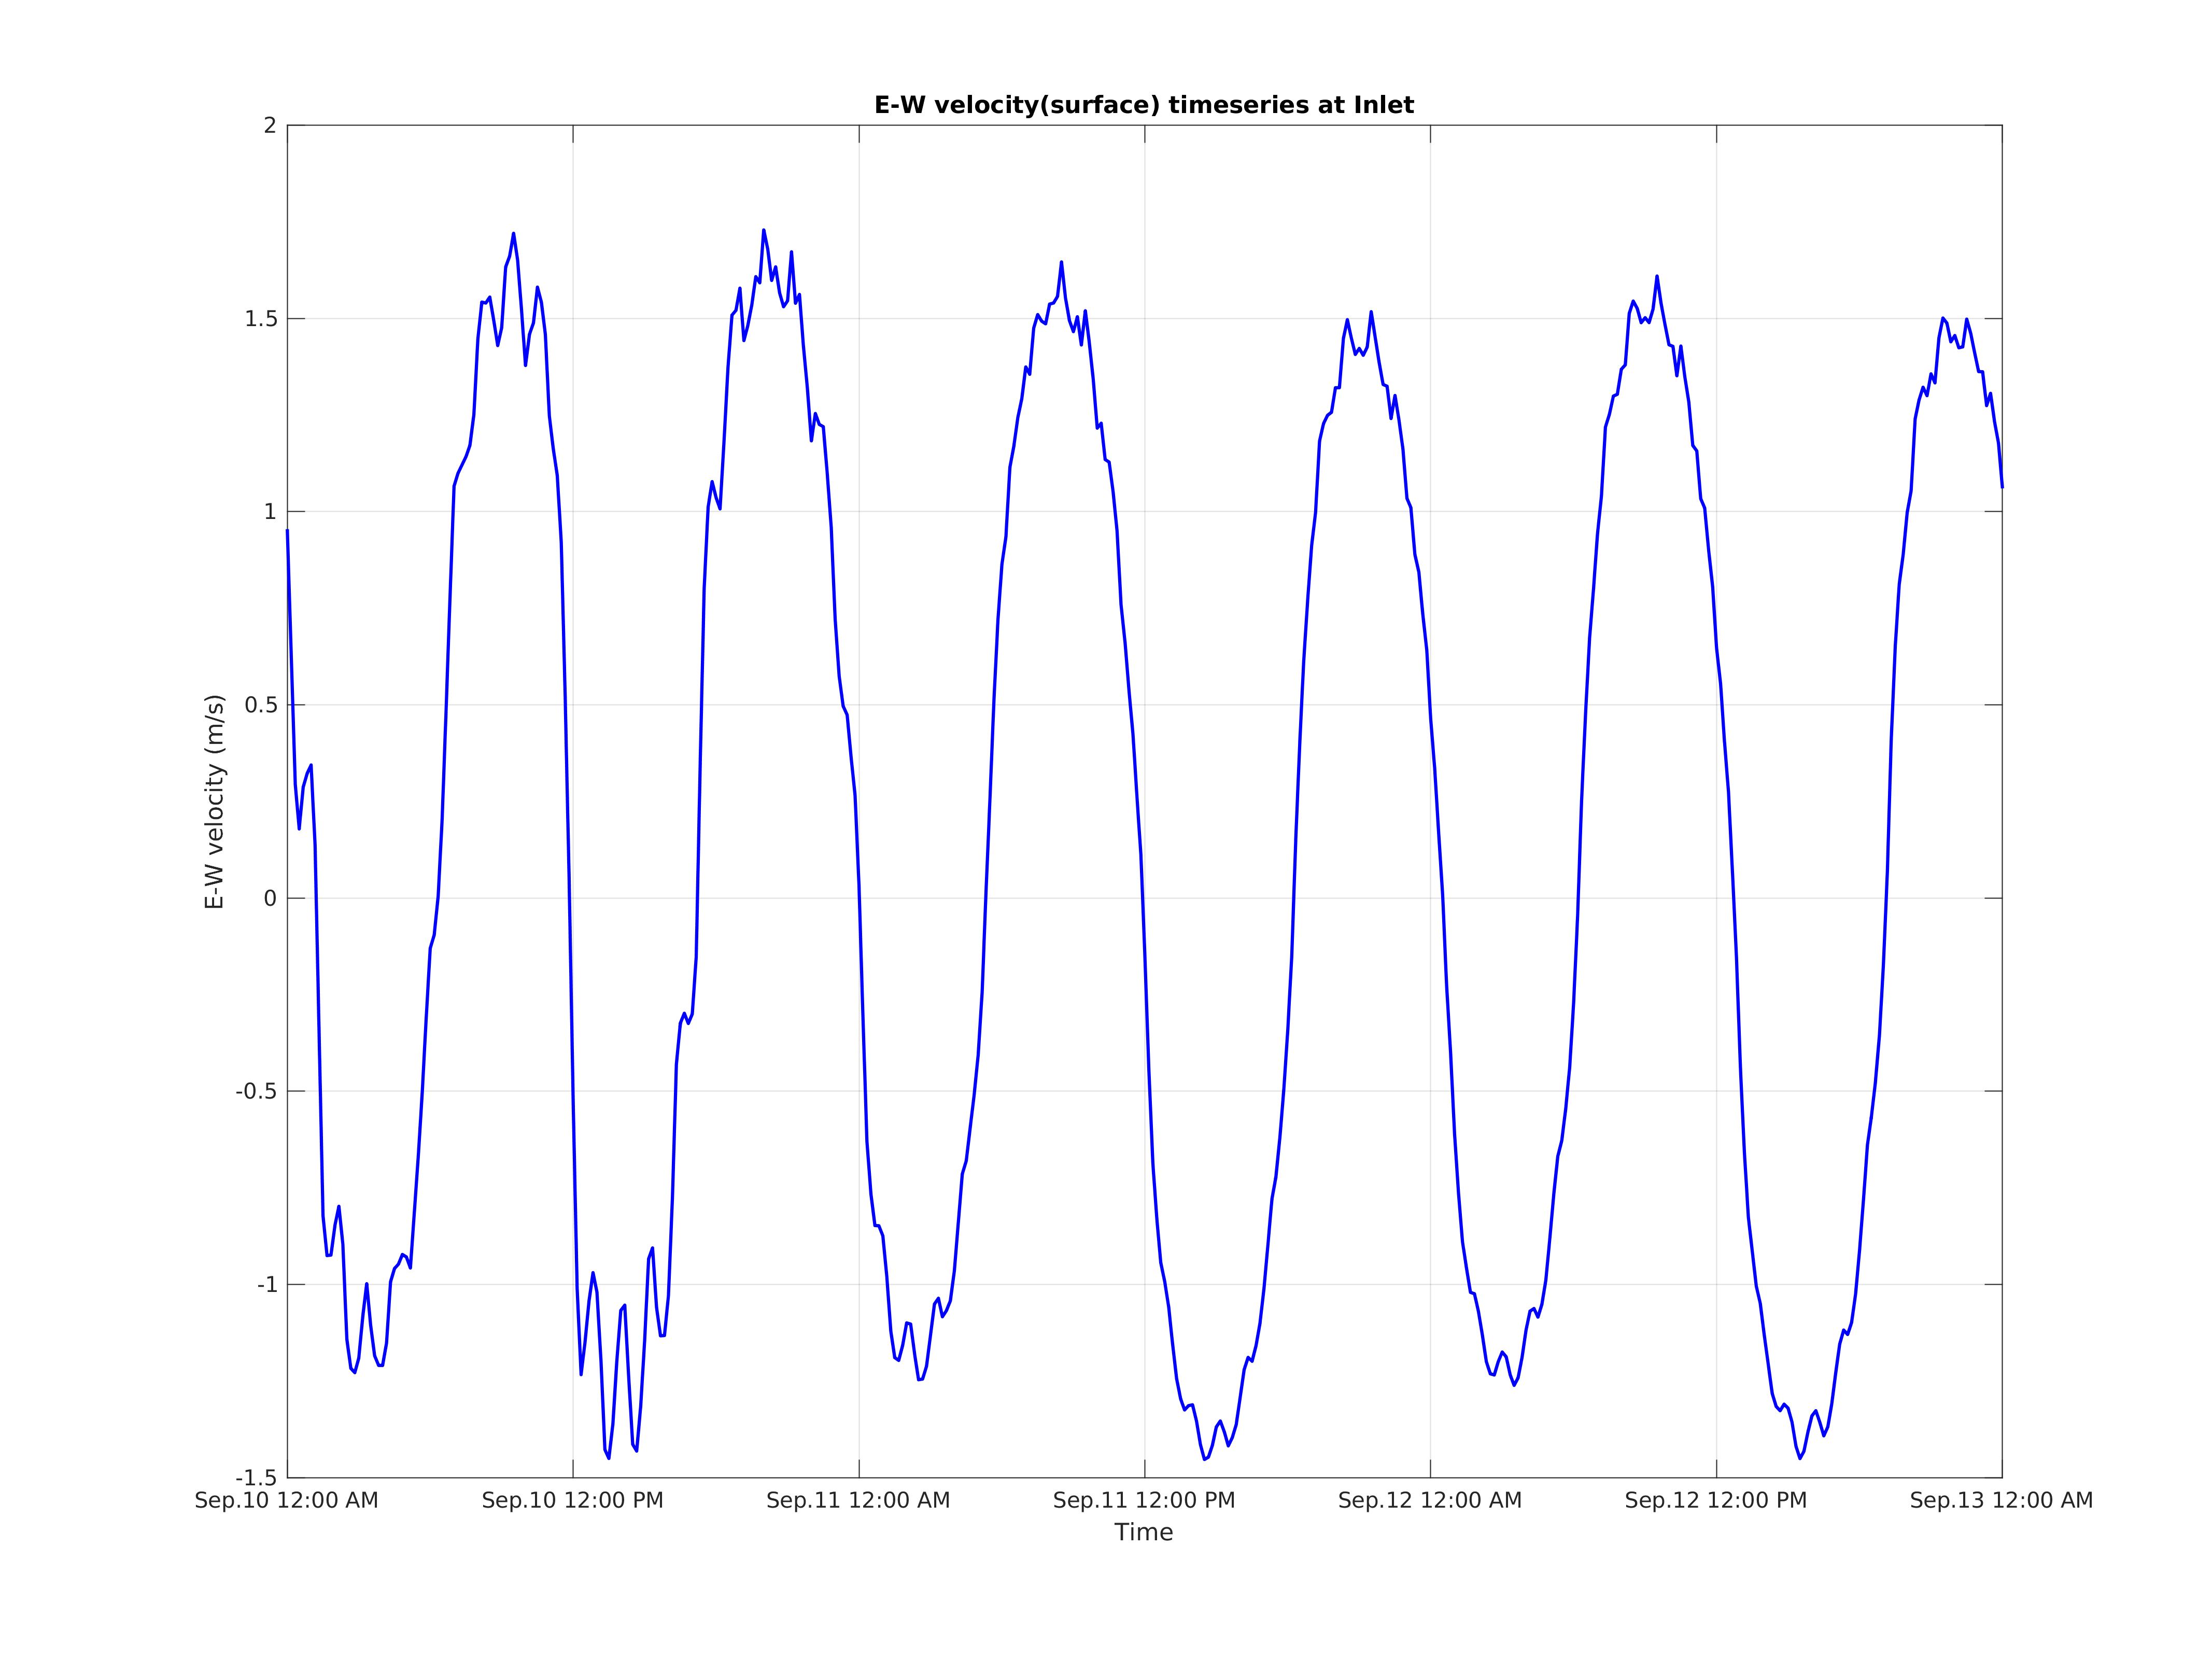 E-W velocity(surface) timeseries at Inlet
2
1.5
1
0.5
0
-0.5
-1
-1.5
E-W velocity (m/s)
Sep.10 12:00 AM Sep.10 12:00 PM Sep.11 12:00 AM Sep.11 12:00 PM Sep.12 12:00 AM Sep.12 12:00 PM Sep.13 12:00 AM
Time